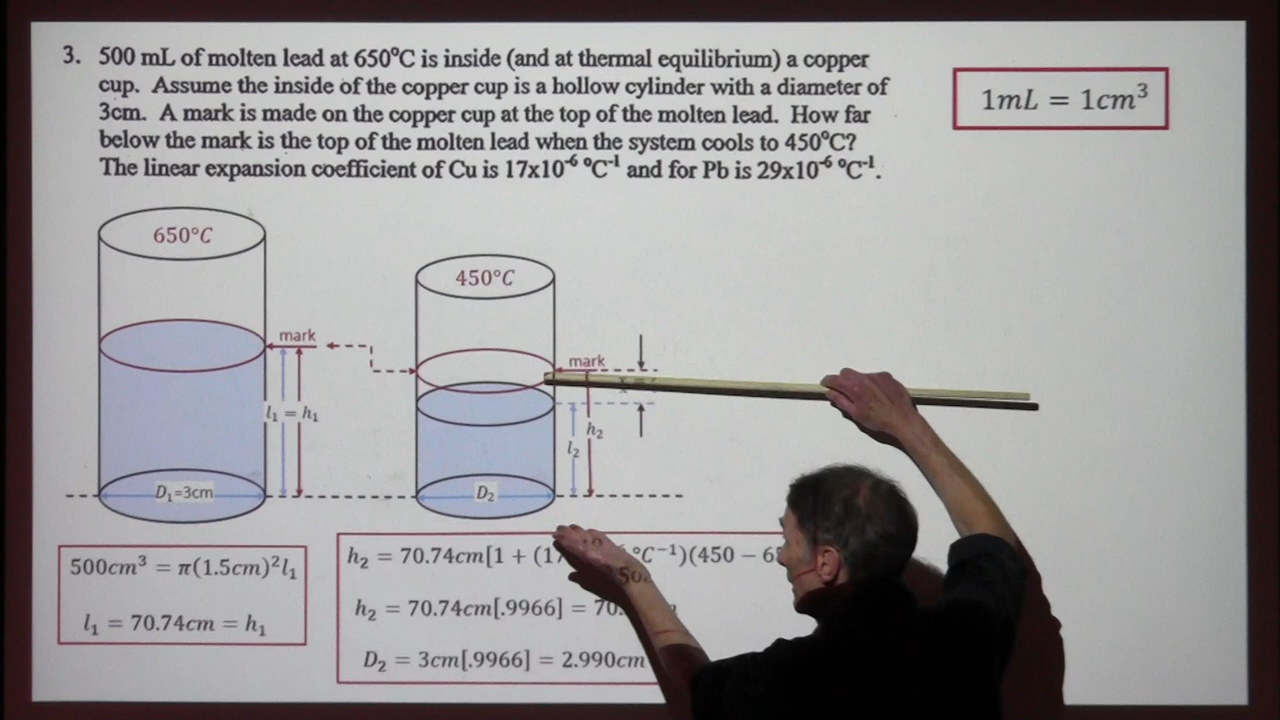 3. 500 mL of molten lead at 650⁰C is inside (and at thermal equilibrium) a copper
cup. Assume the inside of the copper cup is a hollow cylinder with a diameter of
3cm. A mark is made on the copper cup at the top of the molten lead. How far
below the mark is the top of the molten lead when the system cools to 450⁰C?
The linear expansion coefficient of Cu is 17x10⁻⁶ ⁰C⁻¹ and for Pb is 29x10⁻⁶ ⁰C⁻¹.
1mL = 1cm³
650°C
450°C
mark
mark
l₁ = h₁
h₂
l₂
D₁=3cm
D₂
500cm³ = π(1.5cm)²l₁
l₁ = 70.74cm = h₁
h₂ = 70.74cm[1 + (1 °C⁻¹)(450 −
h₂ = 70.74cm[.9966] = 70.
D₂ = 3cm[.9966] = 2.990cm